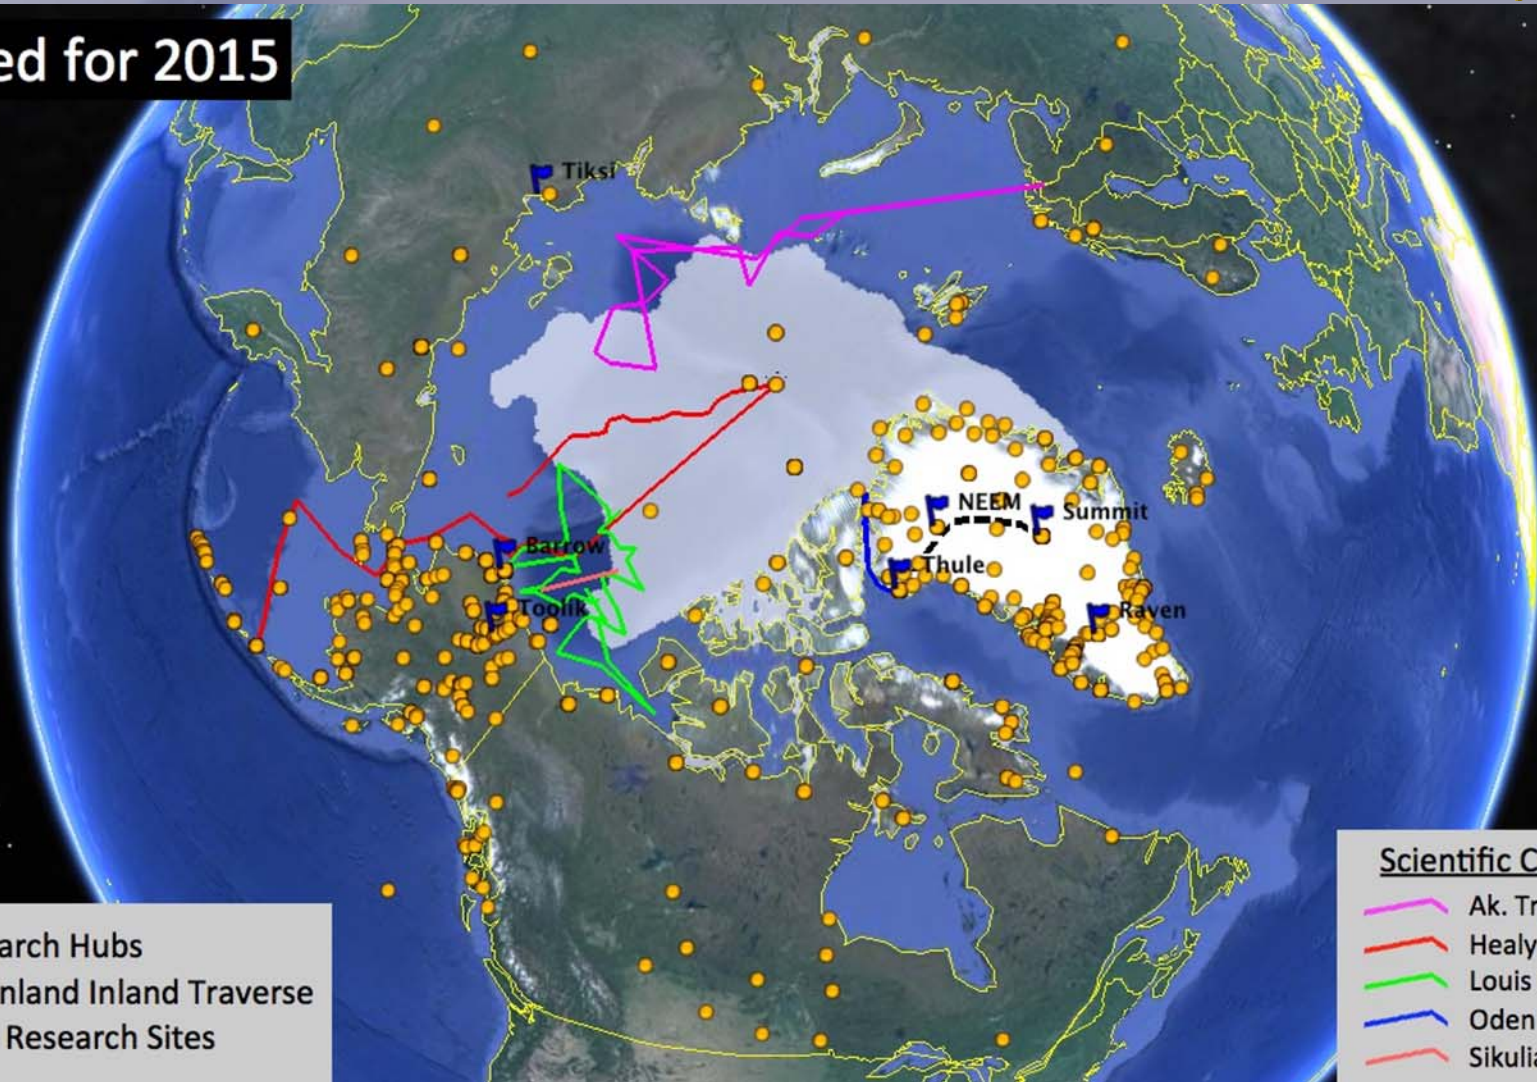 ed for 2015
Tiksi
NEEM
Summit
Barrow
Thule
Toolik
Raven
arch Hubs
nland Inland Traverse
Research Sites
Scientific C
Ak. Tr
Healy
Louis
Oden
Sikulia